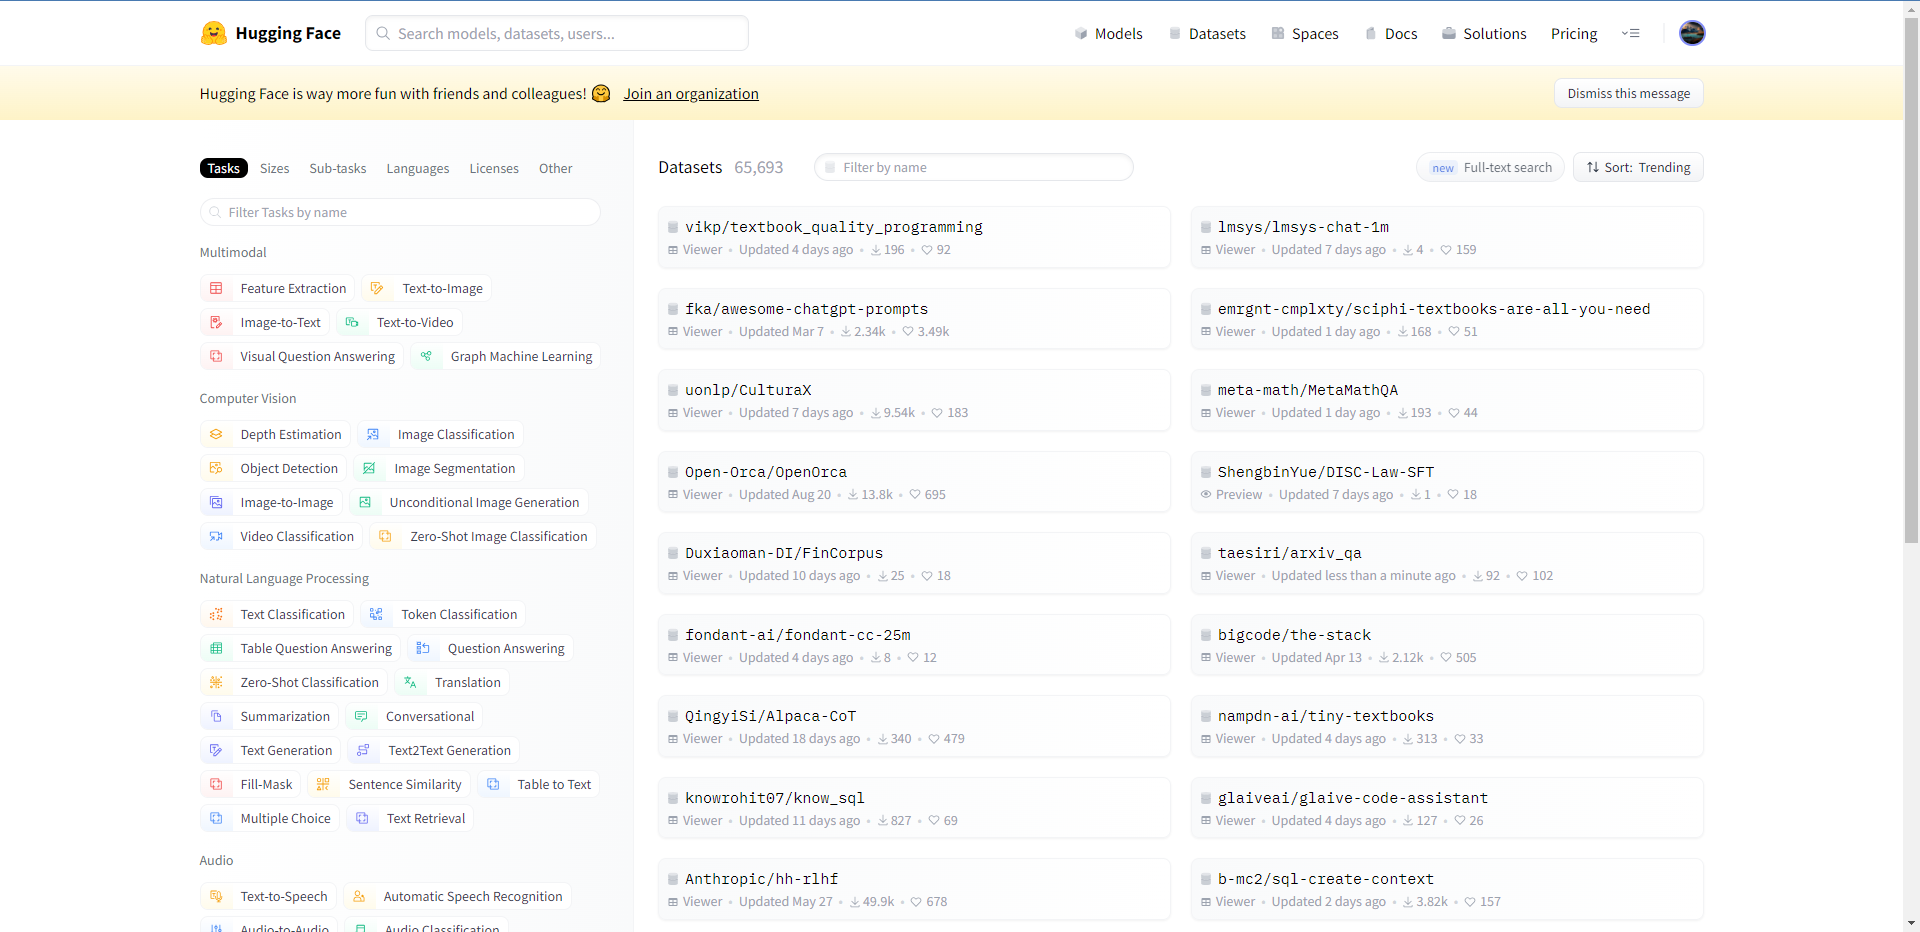 Hugging Face
Search models, datasets, users...
Models
Datasets
Spaces
Docs
Solutions
Pricing
Hugging Face is way more fun with friends and colleagues! 🤗 Join an organization
Dismiss this message
Tasks Sizes Sub-tasks Languages Licenses Other
Filter Tasks by name
Multimodal
Feature Extraction Text-to-Image
Image-to-Text Text-to-Video
Visual Question Answering Graph Machine Learning
Computer Vision
Depth Estimation Image Classification
Object Detection Image Segmentation
Image-to-Image Unconditional Image Generation
Video Classification Zero-Shot Image Classification
Natural Language Processing
Text Classification Token Classification
Table Question Answering Question Answering
Zero-Shot Classification Translation
Summarization Conversational
Text Generation Text2Text Generation
Fill-Mask Sentence Similarity Table to Text
Multiple Choice Text Retrieval
Audio
Text-to-Speech Automatic Speech Recognition
Audio-to-Audio Audio Classification
Datasets 65,693
Filter by name
new Full-text search
Sort: Trending
vikp/textbook_quality_programming
Viewer • Updated 4 days ago • 196 • 92
lmsys/lmsys-chat-1m
Viewer • Updated 7 days ago • 4 • 159
fka/awesome-chatgpt-prompts
Viewer • Updated Mar 7 • 2.34k • 3.49k
emrgnt-cmplxty/sciphi-textbooks-are-all-you-need
Viewer • Updated 1 day ago • 168 • 51
uonlp/CulturaX
Viewer • Updated 7 days ago • 9.54k • 183
meta-math/MetaMathQA
Viewer • Updated 1 day ago • 193 • 44
Open-Orca/OpenOrca
Viewer • Updated Aug 20 • 13.8k • 695
ShengbinYue/DISC-Law-SFT
Preview • Updated 7 days ago • 1 • 18
Duxiaoman-DI/FinCorpus
Viewer • Updated 10 days ago • 25 • 18
taesiri/arxiv_qa
Viewer • Updated less than a minute ago • 92 • 102
fondant-ai/fondant-cc-25m
Viewer • Updated 4 days ago • 8 • 12
bigcode/the-stack
Viewer • Updated Apr 13 • 2.12k • 505
QingyiSi/Alpaca-CoT
Viewer • Updated 18 days ago • 340 • 479
nampdn-ai/tiny-textbooks
Viewer • Updated 4 days ago • 313 • 33
knowrohit07/know_sql
Viewer • Updated 11 days ago • 827 • 69
glaiveai/glaive-code-assistant
Viewer • Updated 4 days ago • 127 • 26
Anthropic/hh-rlhf
Viewer • Updated May 27 • 49.9k • 678
b-mc2/sql-create-context
Viewer • Updated 2 days ago • 3.82k • 157